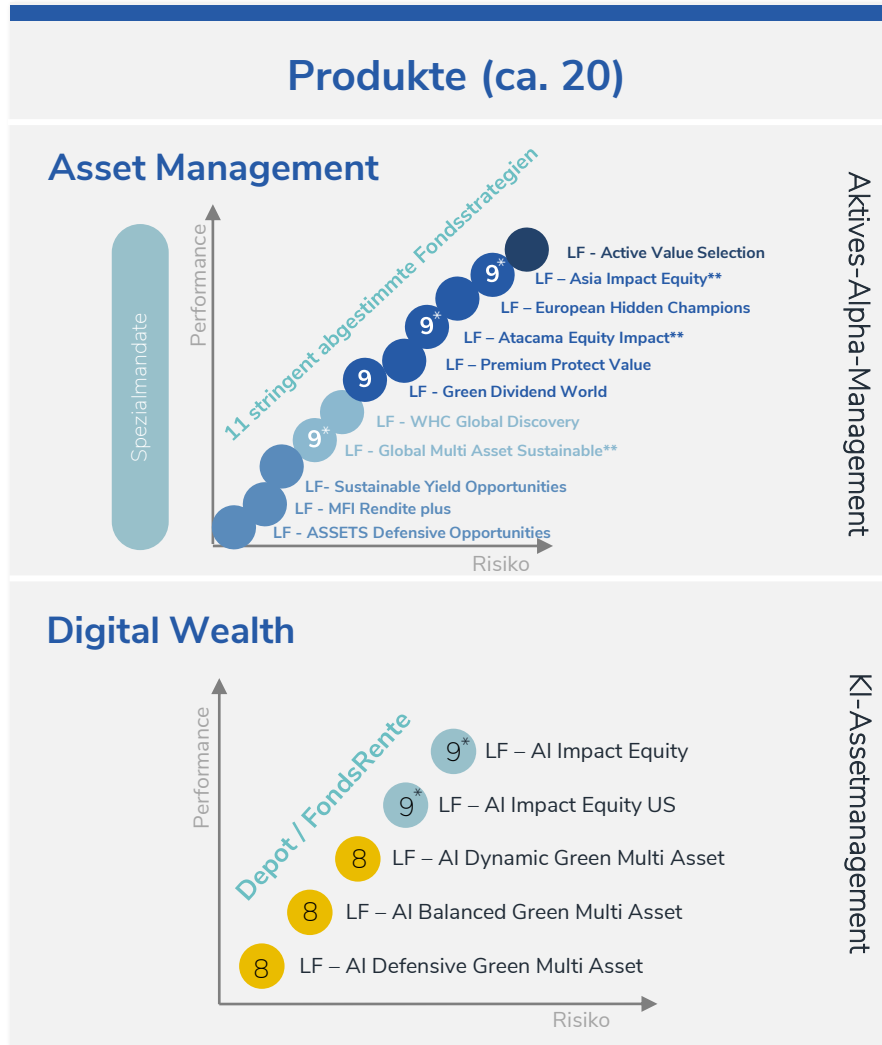 Produkte (ca. 20)
Asset Management
Aktives-Alpha-Management
Spezialmandate
Performance
11 stringent abgestimmte Fondsstrategien
LF - Active Value Selection
9*
LF – Asia Impact Equity**
LF – European Hidden Champions
9*
LF – Atacama Equity Impact**
LF – Premium Protect Value
9
LF - Green Dividend World
LF - WHC Global Discovery
9*
LF - Global Multi Asset Sustainable**
LF- Sustainable Yield Opportunities
LF - MFI Rendite plus
LF - ASSETS Defensive Opportunities
Risiko
Digital Wealth
KI-Assetmanagement
Performance
Depot / FondsRente
9* LF – AI Impact Equity
9* LF – AI Impact Equity US
8 LF – AI Dynamic Green Multi Asset
8 LF – AI Balanced Green Multi Asset
8 LF – AI Defensive Green Multi Asset
Risiko